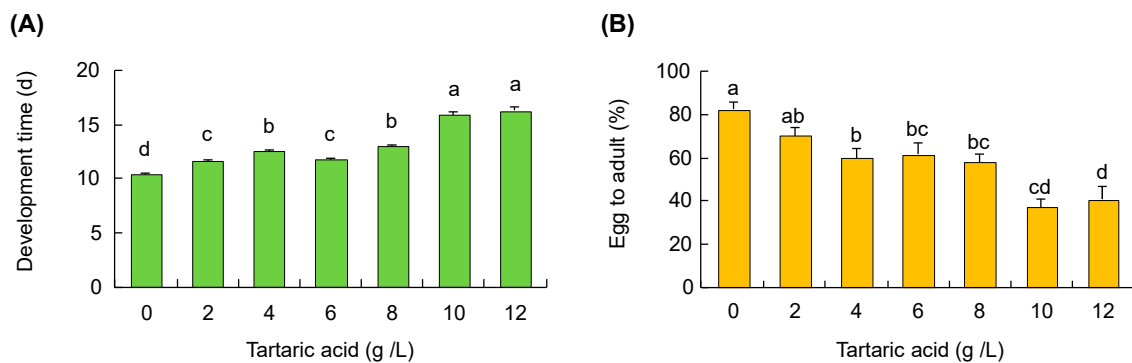 (A)
Development time (d)
20
15
10
5
0
d
c
b
c
b
a
a
0 2 4 6 8 10 12
Tartaric acid (g /L)
(B)
Egg to adult (%)
100
80
60
40
20
0
a
ab
b
bc
bc
cd
d
0 2 4 6 8 10 12
Tartaric acid (g /L)